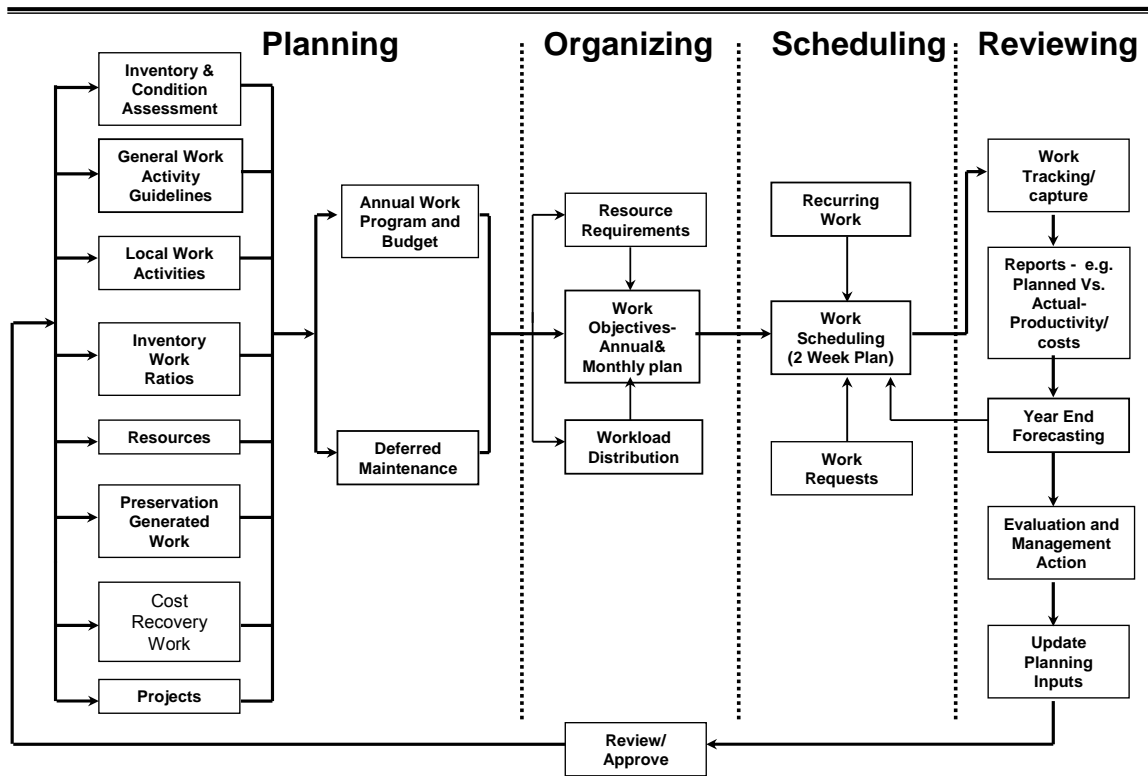 Planning
Organizing
Scheduling
Reviewing
Inventory &
Condition
Assessment
General Work
Activity
Guidelines
Local Work
Activities
Inventory
Work
Ratios
Resources
Preservation
Generated
Work
Cost
Recovery
Work
Projects
Annual Work
Program and
Budget
Deferred
Maintenance
Resource
Requirements
Work
Objectives-
Annual&
Monthly plan
Workload
Distribution
Recurring
Work
Work
Scheduling
(2 Week Plan)
Work
Requests
Work
Tracking/
capture
Reports - e.g.
Planned Vs.
Actual-
Productivity/
costs
Year End
Forecasting
Evaluation and
Management
Action
Update
Planning
Inputs
Review/
Approve